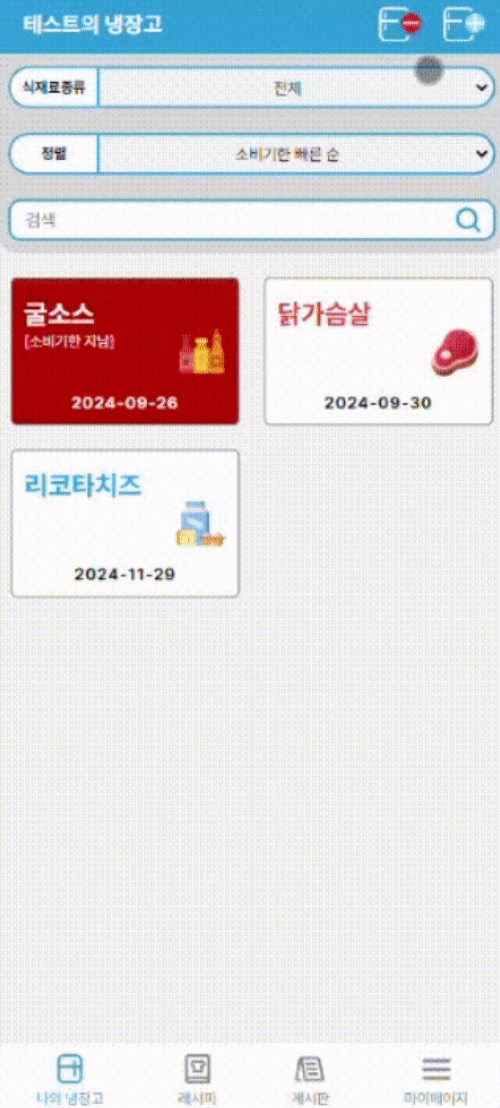 테스트의 냉장고
식재료종류
전체
정렬
소비기한 빠른 순
검색
굴소스
[소비기한 지남]
2024-09-26
닭가슴살
2024-09-30
리코타치즈
2024-11-29
나의 냉장고
레시피
게시판
마이페이지